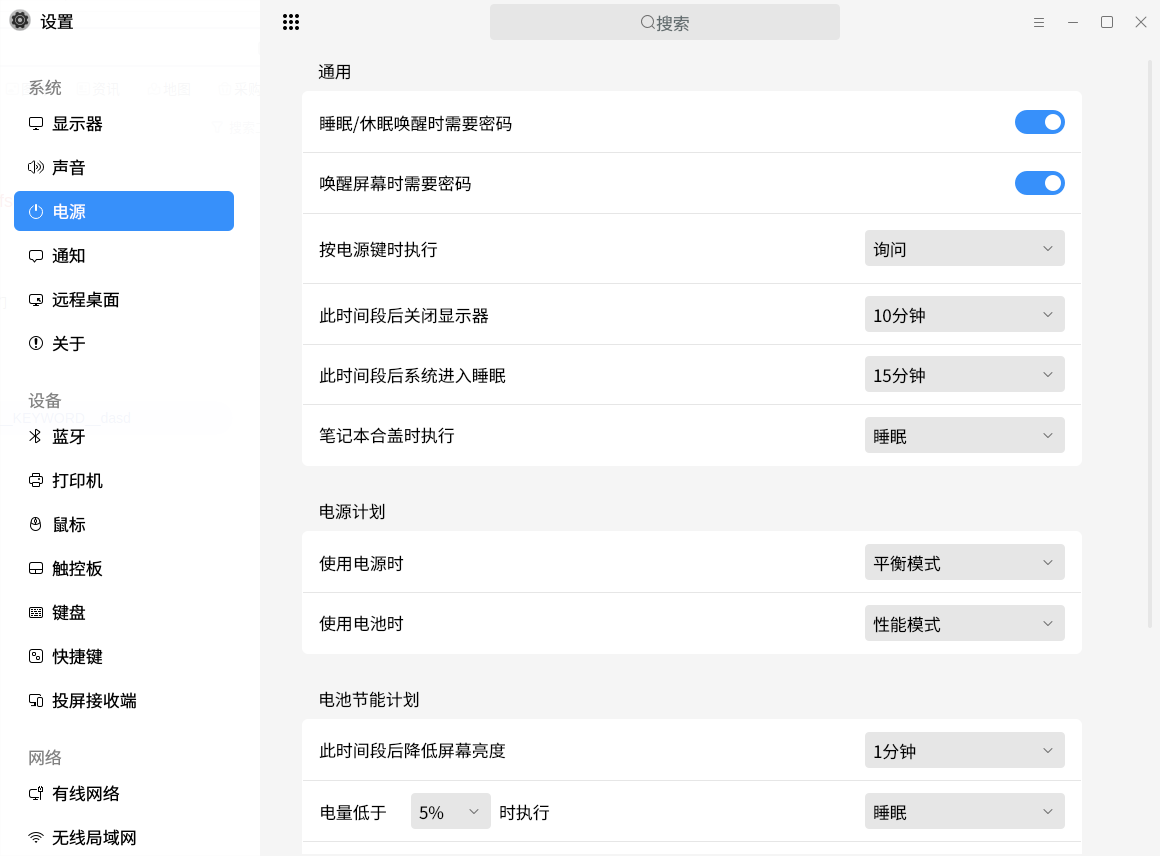 设置
搜索
系统
显示器
声音
电源
通知
远程桌面
关于
设备
蓝牙
打印机
鼠标
触控板
键盘
快捷键
投屏接收端
网络
有线网络
无线局域网
通用
睡眠/休眠唤醒时需要密码
唤醒屏幕时需要密码
按电源键时执行 询问
此时间段后关闭显示器 10分钟
此时间段后系统进入睡眠 15分钟
笔记本合盖时执行 睡眠
电源计划
使用电源时 平衡模式
使用电池时 性能模式
电池节能计划
此时间段后降低屏幕亮度 1分钟
电量低于 5% 时执行 睡眠